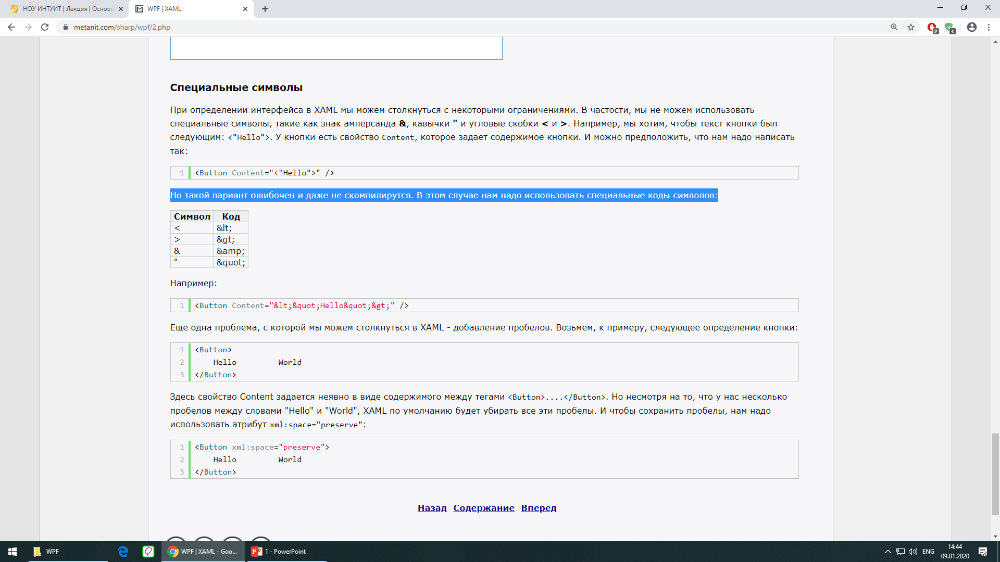 НОУ ИНТУИТ | Лекция | Основы
WPF | XAML
metanit.com/sharp/wpf/2.php
2
3
Специальные символы
При определении интерфейса в XAML мы можем столкнуться с некоторыми ограничениями. В частости, мы не можем использовать
специальные символы, такие как знак амперсанда &, кавычки " и угловые скобки < и >. Например, мы хотим, чтобы текст кнопки был
следующим: <"Hello">. У кнопки есть свойство Content, которое задает содержимое кнопки. И можно предположить, что нам надо написать
так:
1 <Button Content="<"Hello">" />
Но такой вариант ошибочен и даже не скомпилирутся. В этом случае нам надо использовать специальные коды символов:
Символ Код
< &lt;
> &gt;
& &amp;
" &quot;
Например:
1 <Button Content="&lt;&quot;Hello&quot;&gt;" />
Еще одна проблема, с которой мы можем столкнуться в XAML - добавление пробелов. Возьмем, к примеру, следующее определение кнопки:
1 <Button>
2     Hello         World
3 </Button>
Здесь свойство Content задается неявно в виде содержимого между тегами <Button>....</Button>. Но несмотря на то, что у нас несколько
пробелов между словами "Hello" и "World", XAML по умолчанию будет убирать все эти пробелы. И чтобы сохранить пробелы, нам надо
использовать атрибут xml:space="preserve":
1 <Button xml:space="preserve">
2     Hello         World
3 </Button>
Назад Содержание Вперед
WPF
WPF | XAML - Goo...
1 - PowerPoint
ENG
14:44
09.01.2020